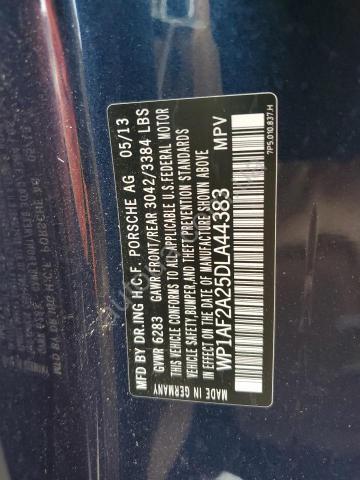 MFD BY DR.ING H.C.F. PORSCHE AG 05/13
GVWR 6283 GAWR FRONT/REAR 3042/3384 LBS
THIS VEHICLE CONFORMS TO ALL APPLICABLE U.S.FEDERAL MOTOR
VEHICLE SAFETY,BUMPER,AND THEFT PREVENTION STANDARDS
IN EFFECT ON THE DATE OF MANUFACTURE SHOWN ABOVE
WP1AF2A25DLA44383 MPV
MADE IN GERMANY
7P5.010.837.H